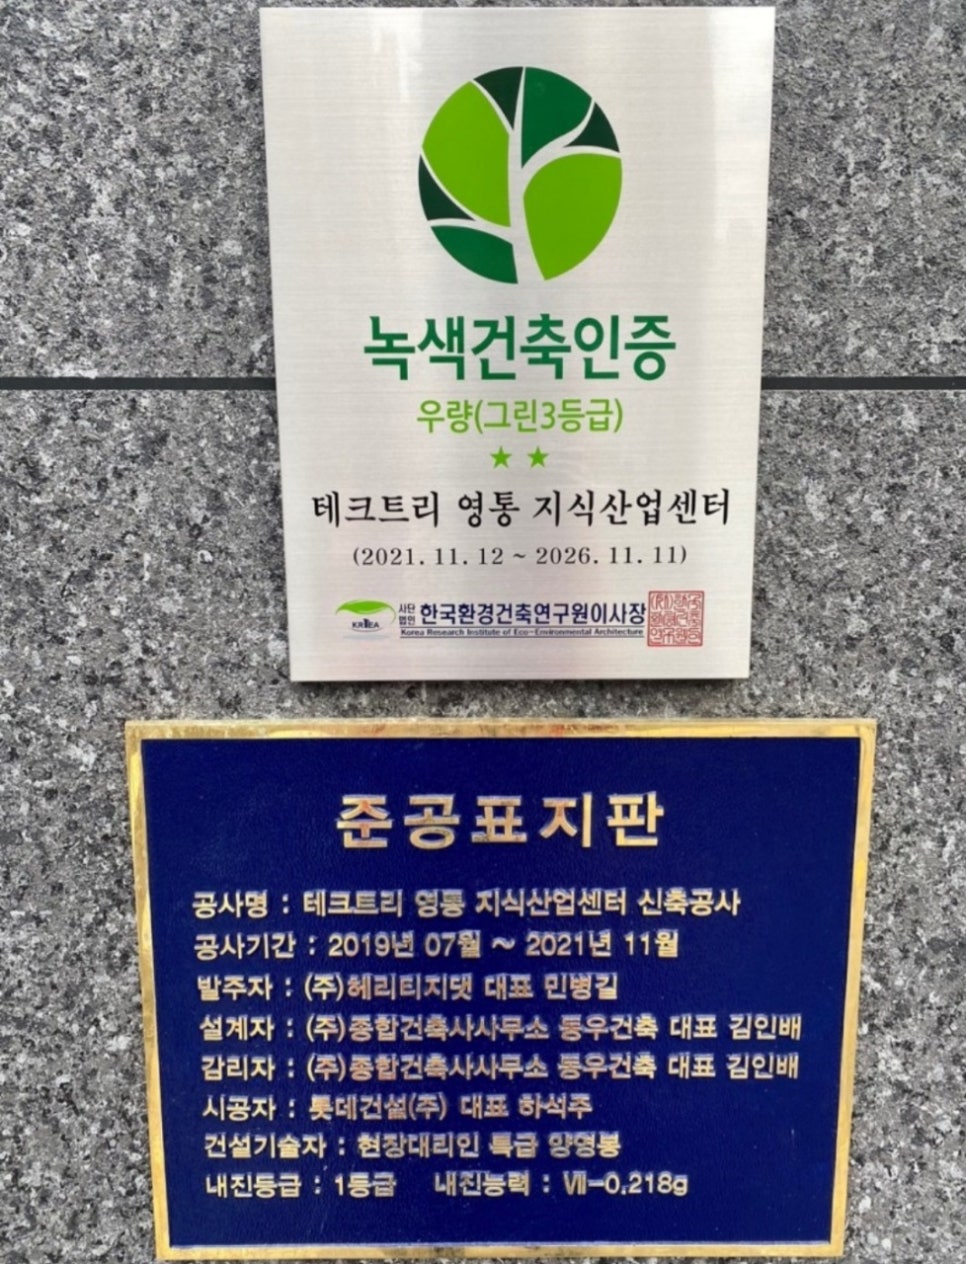 녹색건축인증
우량(그린3등급)
★ ★
테크트리 영통 지식산업센터
(2021. 11. 12 ~ 2026. 11. 11)
KRIEA 사단법인 한국환경건축연구원이사장
Korea Research Institute of Eco-Environmental Architecture
준공표지판
공사명 : 테크트리 영통 지식산업센터 신축공사
공사기간 : 2019년 07월 ~ 2021년 11월
발주자 : (주)헤리티지댓 대표 민병길
설계자 : (주)종합건축사사무소 동우건축 대표 김인배
감리자 : (주)종합건축사사무소 동우건축 대표 김인배
시공자 : 롯데건설(주) 대표 하석주
건설기술자 : 현장대리인 특급 양영봉
내진등급 : 1등급 내진능력 : Ⅶ-0.218g